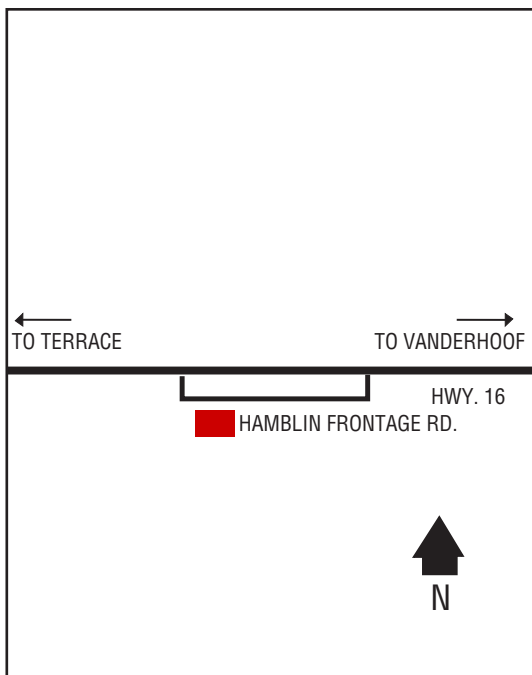 TO TERRACE
TO VANDERHOOF
HWY. 16
HAMBLIN FRONTAGE RD.
N